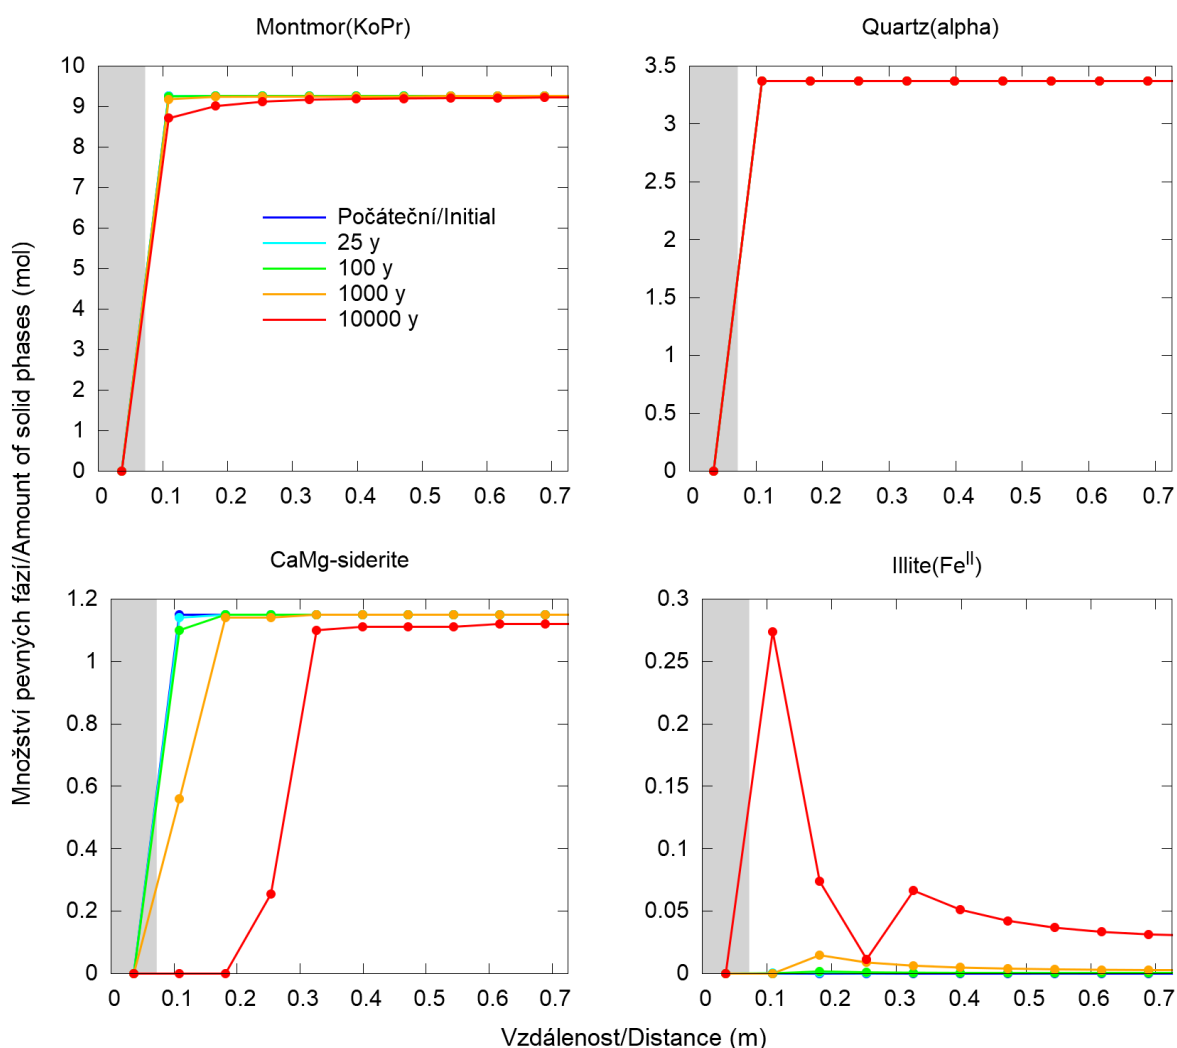 Montmor(KoPr)
Quartz(alpha)
10
9
8
7
6
5
4
3
2
1
0
0 0.1 0.2 0.3 0.4 0.5 0.6 0.7
Počáteční/Initial
25 y
100 y
1000 y
10000 y
3.5
3
2.5
2
1.5
1
0.5
0
0 0.1 0.2 0.3 0.4 0.5 0.6 0.7
Množství pevných fází/Amount of solid phases (mol)
CaMg-siderite
Illite(Fe^II)
1.2
1
0.8
0.6
0.4
0.2
0
0 0.1 0.2 0.3 0.4 0.5 0.6 0.7
0.3
0.25
0.2
0.15
0.1
0.05
0
0 0.1 0.2 0.3 0.4 0.5 0.6 0.7
Vzdálenost/Distance (m)